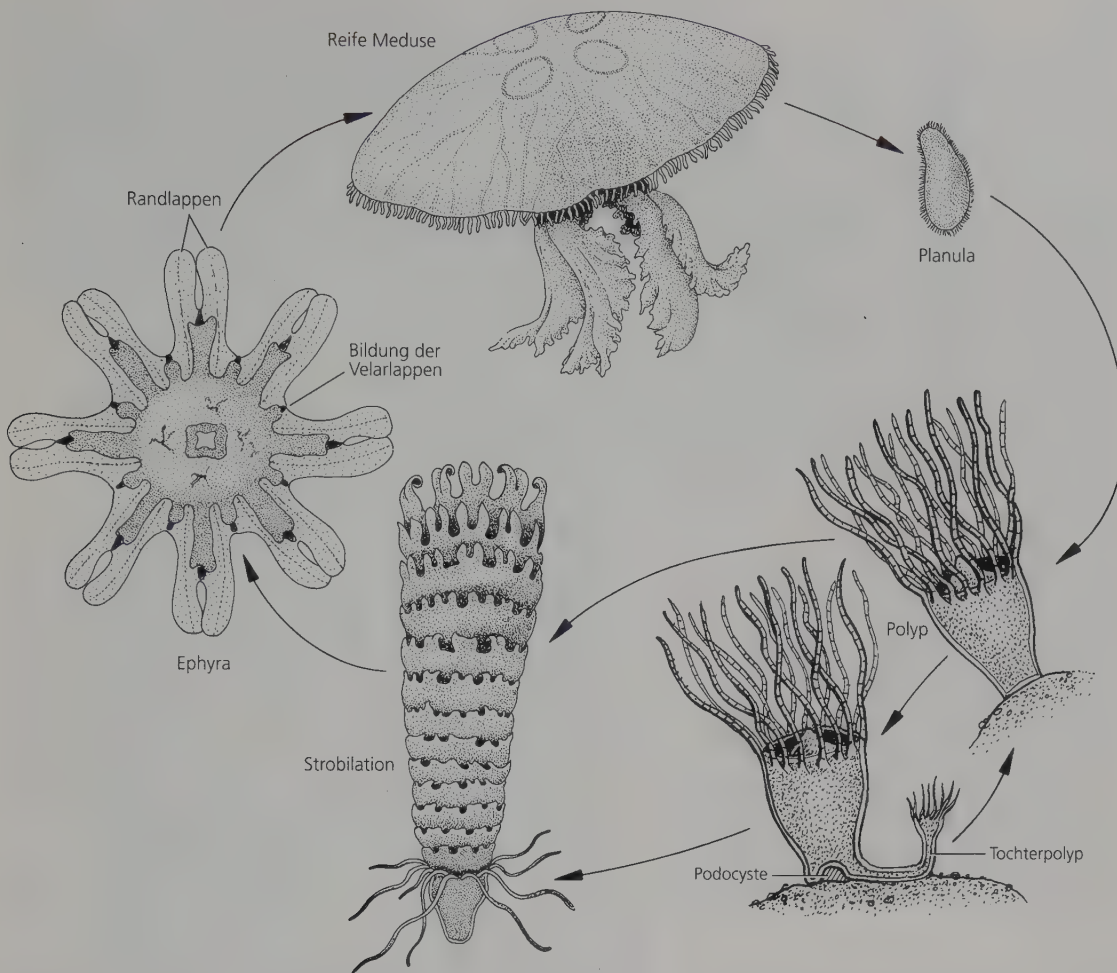 Reife Meduse
Randlappen
Planula
Bildung der
Velarlappen
Ephyra
Polyp
Strobilation
Tochterpolyp
Podocyste